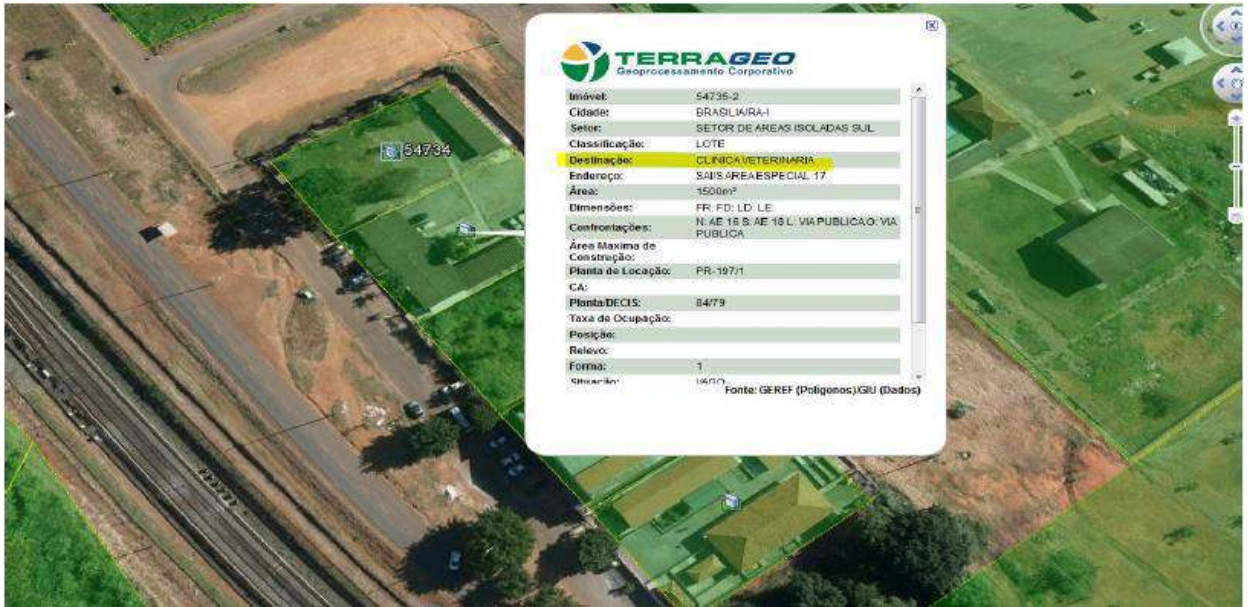 TERRAGEO
Geoprocessamento Corporativo
54734
Imóvel: 54735-2
Cidade: BRASILIA/RA-I
Setor: SETOR DE AREAS ISOLADAS SUL
Classificação: LOTE
Destinação: CLINICA VETERINARIA
Endereço: SAI/S AREA ESPECIAL 17
Área: 1500m²
Dimensões: FR: FD: LD: LE:
Confrontações: N: AE 16 S: AE 18 L: VIA PUBLICA O: VIA
PUBLICA
Área Maxima de
Construção:
Planta de Locação: PR-197/1
CA:
Planta/DECIS: 84/79
Taxa de Ocupação:
Posição:
Relevo:
Forma: 1
Situação: VAGO
Fonte: GEREF (Poligonos)/GIU (Dados)